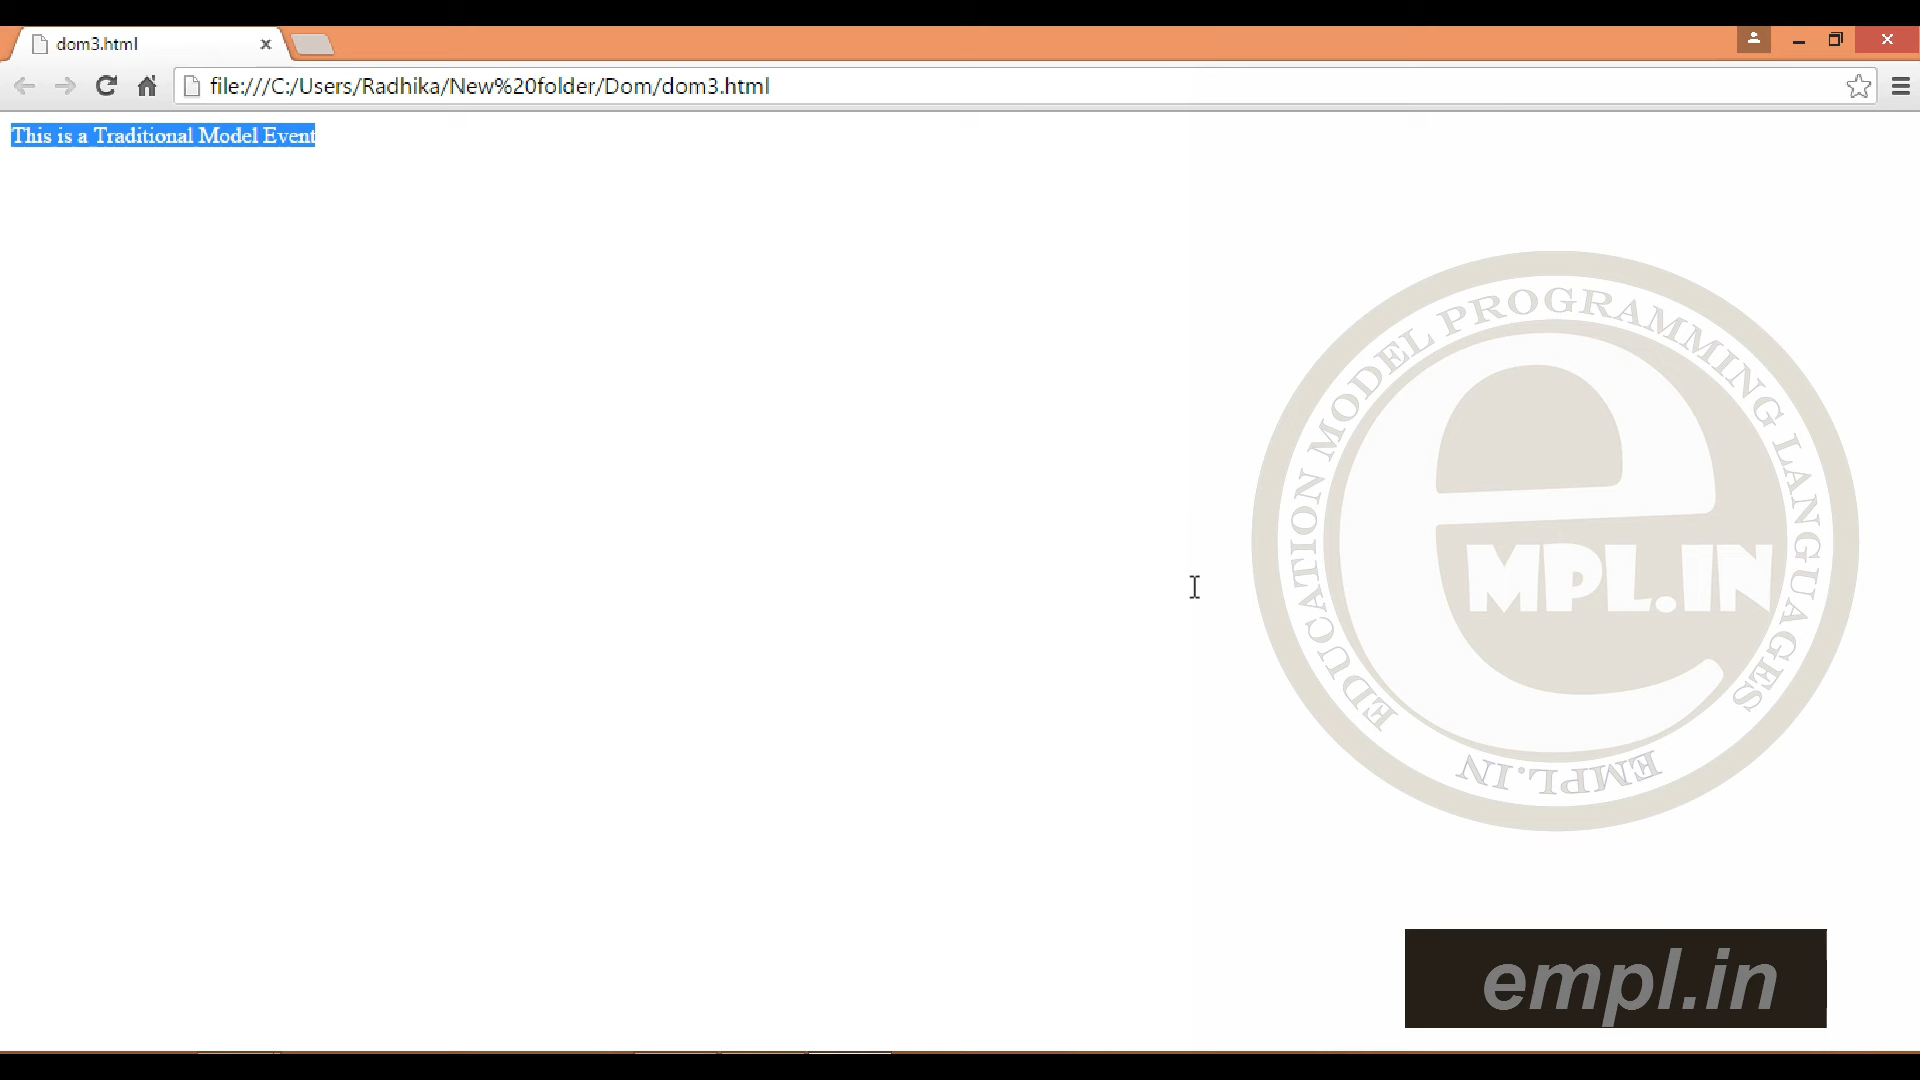 dom3.html
file:///C:/Users/Radhika/New%20folder/Dom/dom3.html
This is a Traditional Model Event
EDUCATION MODEL PROGRAMMING LANGUAGES
MPL.IN
EMPL.IN
empl.in